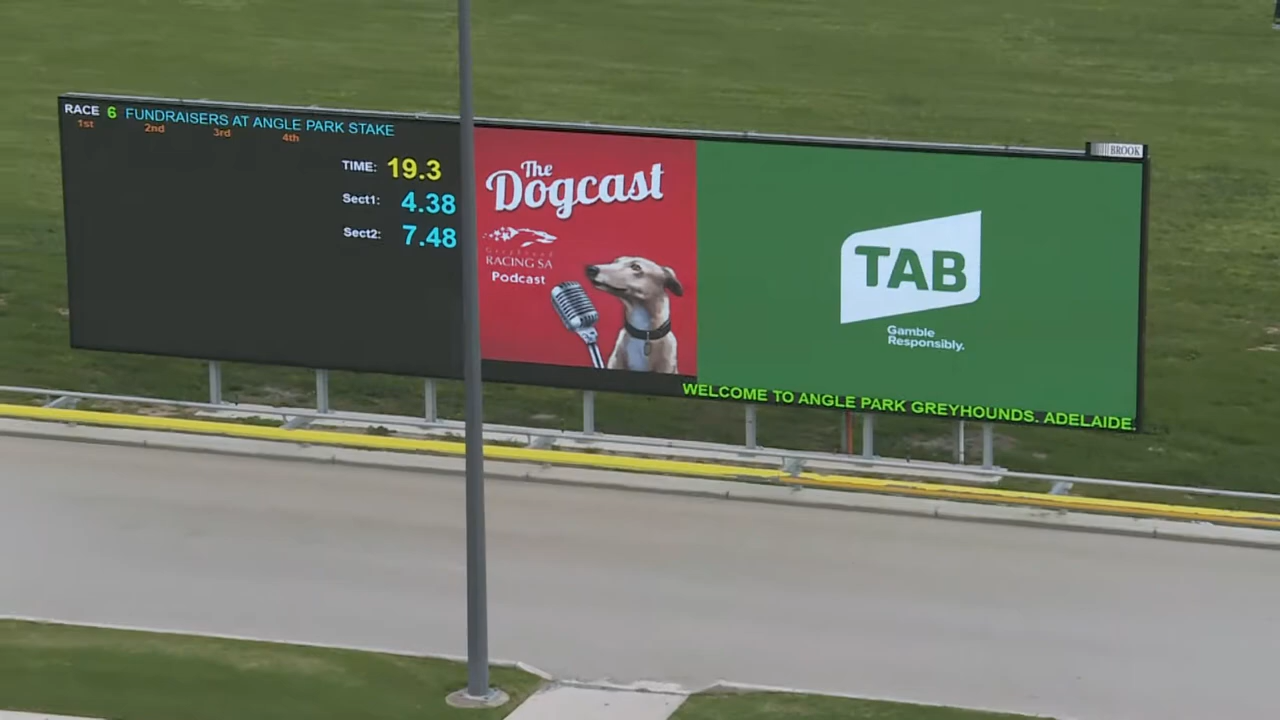 RACE 6 FUNDRAISERS AT ANGLE PARK STAKE
1st 2nd 3rd 4th
TIME: 19.3
Sect1: 4.38
Sect2: 7.48
The
Dogcast
Greyhound
RACING SA
Podcast
TAB
Gamble
Responsibly.
BROOK
WELCOME TO ANGLE PARK GREYHOUNDS. ADELAIDE.